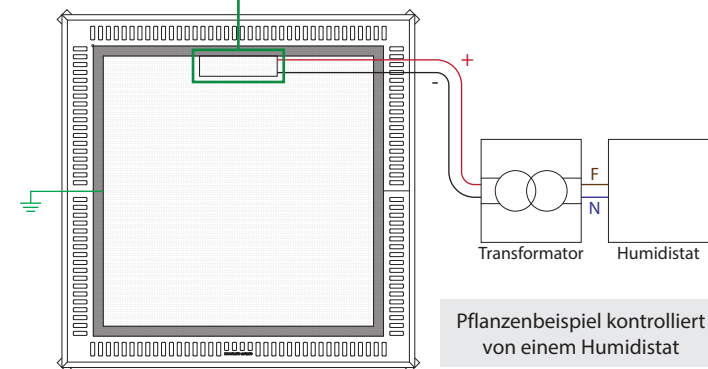 +
-
F
N
Transformator
Humidistat
Pflanzenbeispiel kontrolliert
von einem Humidistat